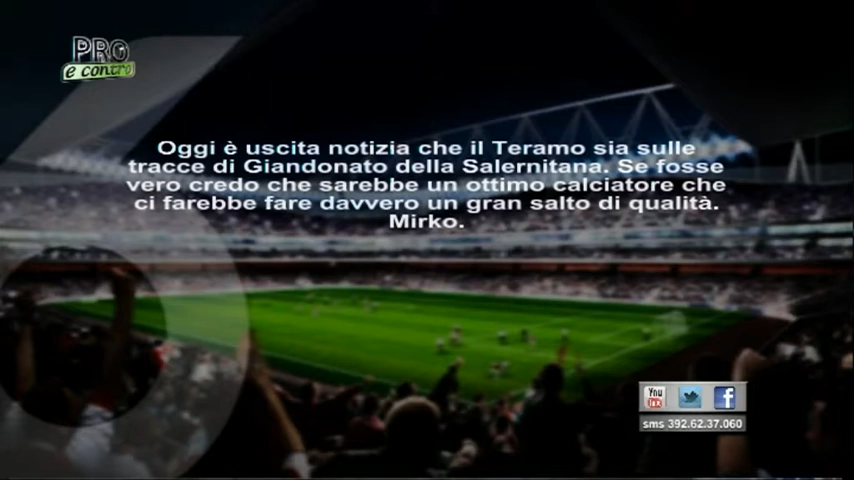 PRO
e contro
Oggi è uscita notizia che il Teramo sia sulle
tracce di Giandonato della Salernitana. Se fosse
vero credo che sarebbe un ottimo calciatore che
ci farebbe fare davvero un gran salto di qualità.
Mirko.
You
f
sms 392.62.37.060